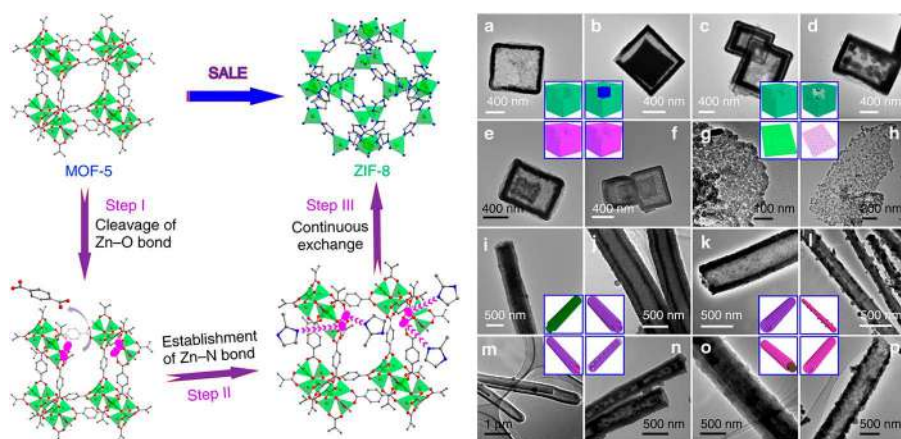 SALE
MOF-5
ZIF-8
Step I
Cleavage of
Zn–O bond
Step III
Continuous
exchange
Establishment
of Zn–N bond
Step II
a
b
c
d
400 nm
400 nm
400 nm
400 nm
e
f
g
h
400 nm
400 nm
100 nm
200 nm
i
j
k
l
500 nm
500 nm
500 nm
500 nm
m
n
o
p
1 µm
500 nm
500 nm
500 nm